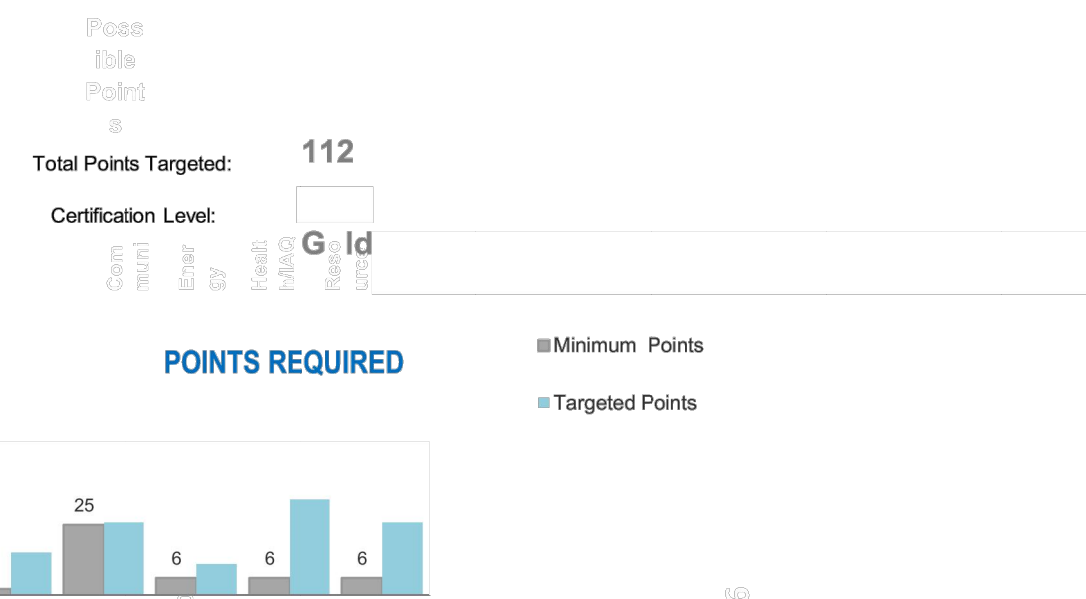 Poss
ible
Point
s
Total Points Targeted: 112
Certification Level:
G ld
Com
muni
Ener
gy
Healt
h/IAQ
Reso
urce
POINTS REQUIRED
Minimum Points
Targeted Points
25
6
6
6